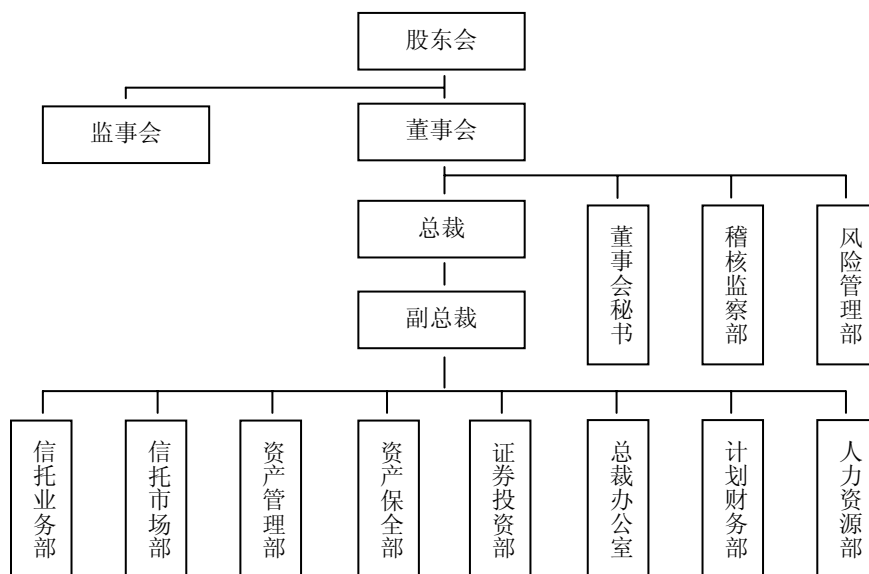 股东会
监事会
董事会
总裁
董事会秘书
稽核监察部
风险管理部
副总裁
信托业务部
信托市场部
资产管理部
资产保全部
证券投资部
总裁办公室
计划财务部
人力资源部